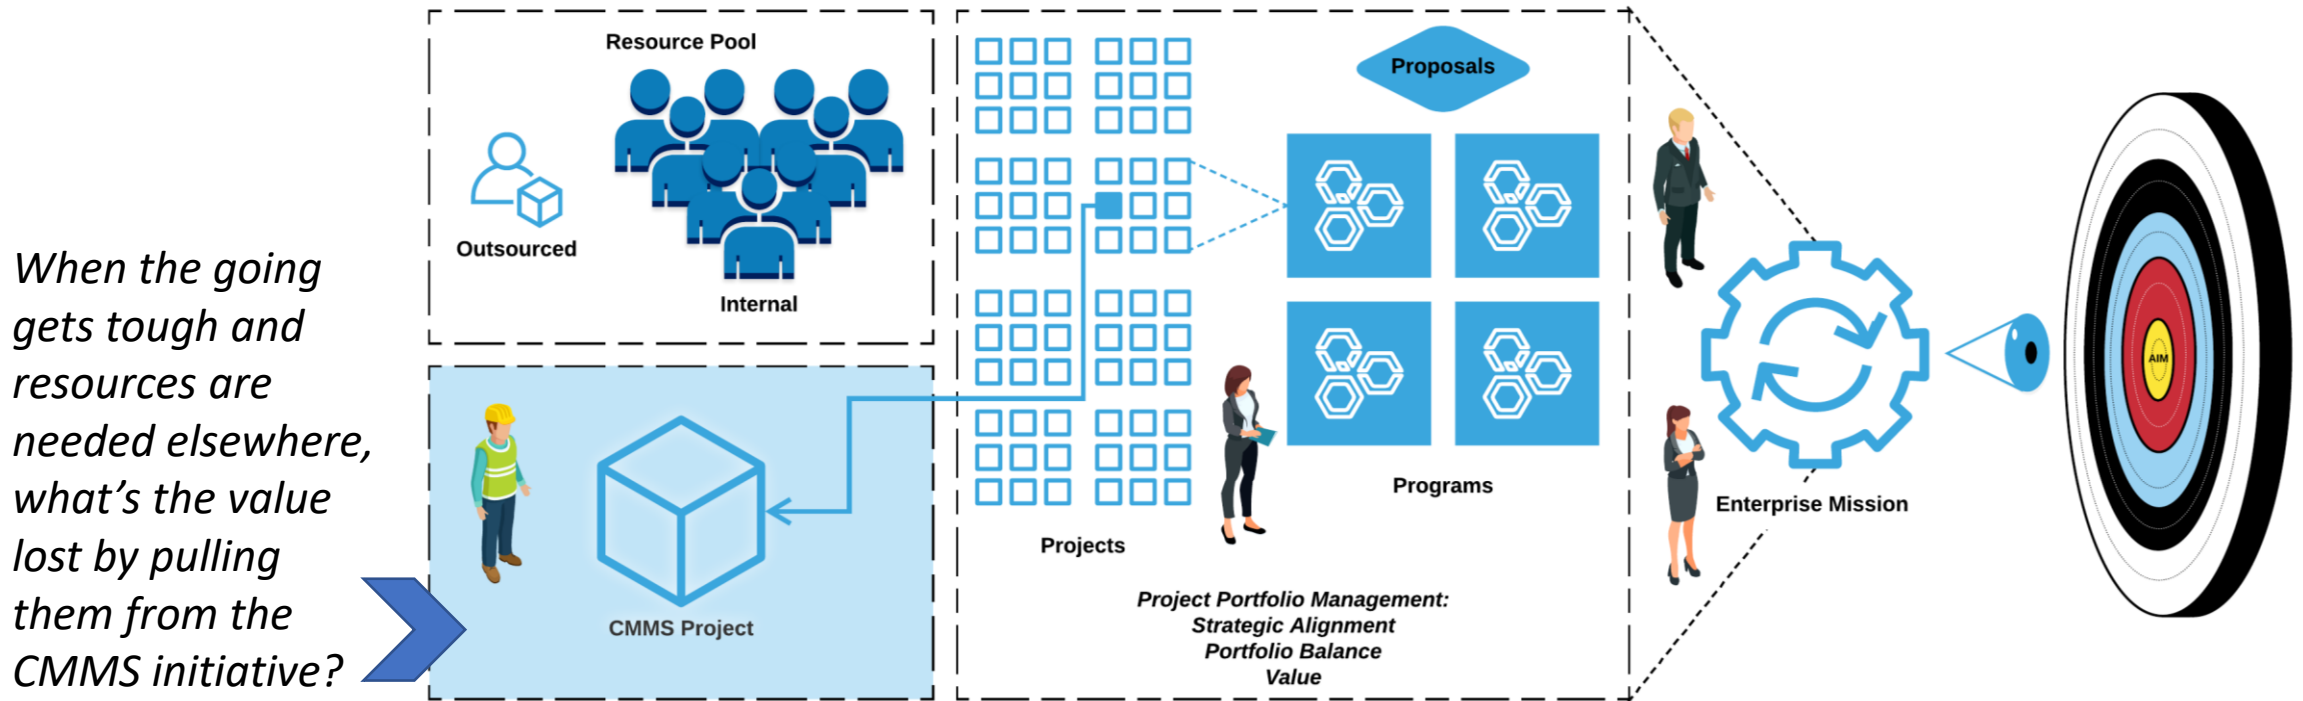 When the going
gets tough and
resources are
needed elsewhere,
what’s the value
lost by pulling
them from the
CMMS initiative?
Resource Pool
Outsourced
Internal
CMMS Project
Proposals
Programs
Projects
Project Portfolio Management:
Strategic Alignment
Portfolio Balance
Value
Enterprise Mission
AIM